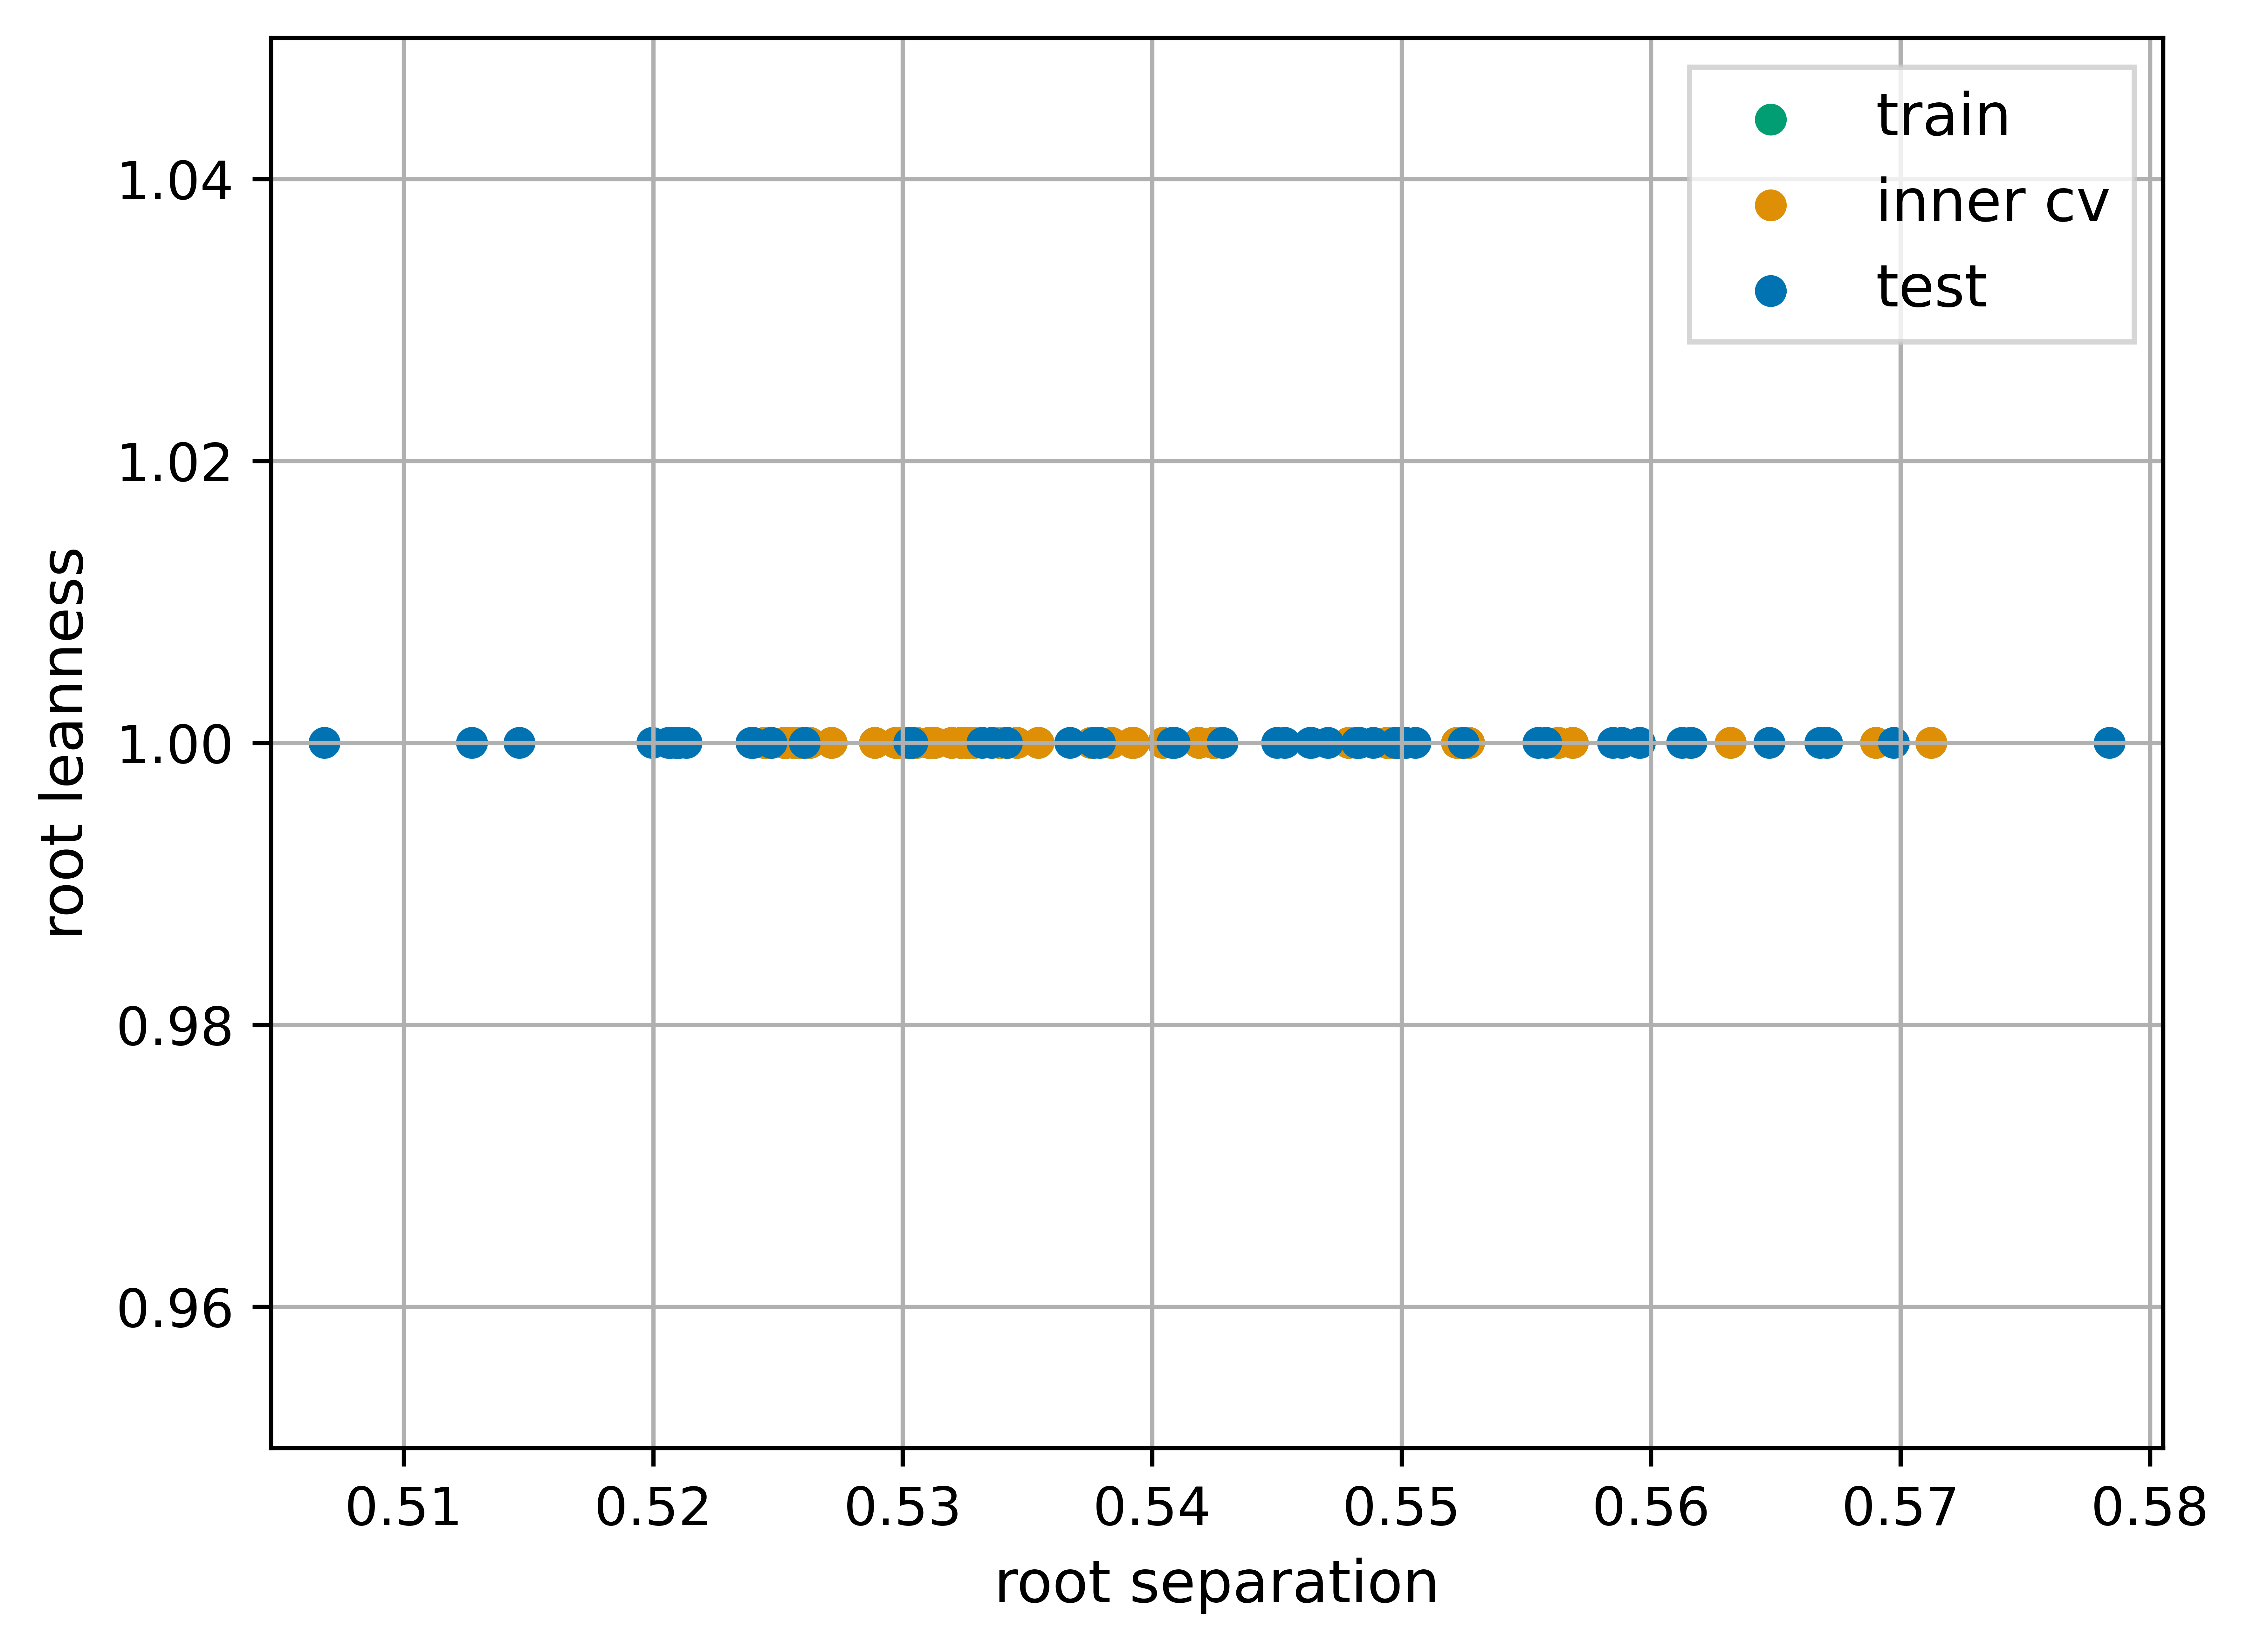 train
inner cv
test
1.04
1.02
1.00
0.98
0.96
root leanness
0.51 0.52 0.53 0.54 0.55 0.56 0.57 0.58
root separation